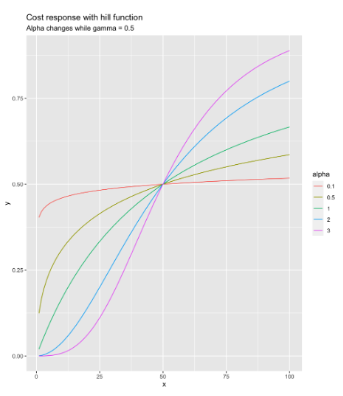 Cost response with hill function
Alpha changes while gamma = 0.5
0.75
0.50
0.25
0.00
y
0
25
50
75
100
x
alpha
0.1
0.5
1
2
3